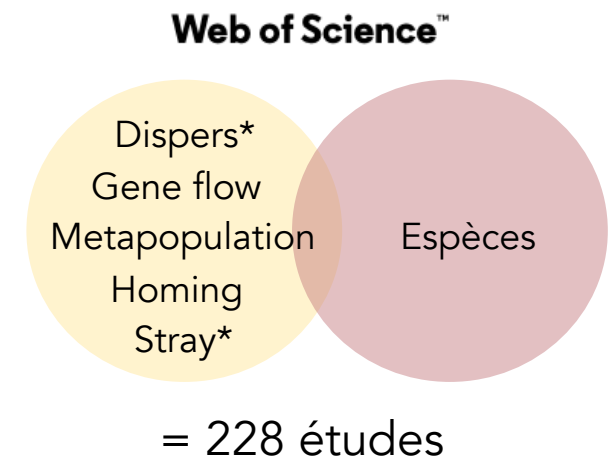 Web of Science™
Dispers*
Gene flow
Metapopulation
Homing
Stray*
Espèces
= 228 études